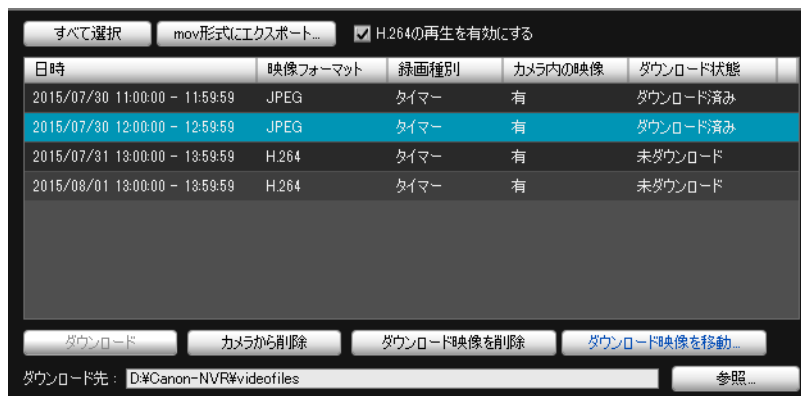 すべて選択 mov形式にエクスポート... H.264の再生を有効にする
日時 映像フォーマット 録画種別 カメラ内の映像 ダウンロード状態
2015/07/30 11:00:00 - 11:59:59 JPEG タイマー 有 ダウンロード済み
2015/07/30 12:00:00 - 12:59:59 JPEG タイマー 有 ダウンロード済み
2015/07/31 13:00:00 - 13:59:59 H.264 タイマー 有 未ダウンロード
2015/08/01 13:00:00 - 13:59:59 H.264 タイマー 有 未ダウンロード
ダウンロード カメラから削除 ダウンロード映像を削除 ダウンロード映像を移動...
ダウンロード先： D:¥Canon-NVR¥videofiles 参照...